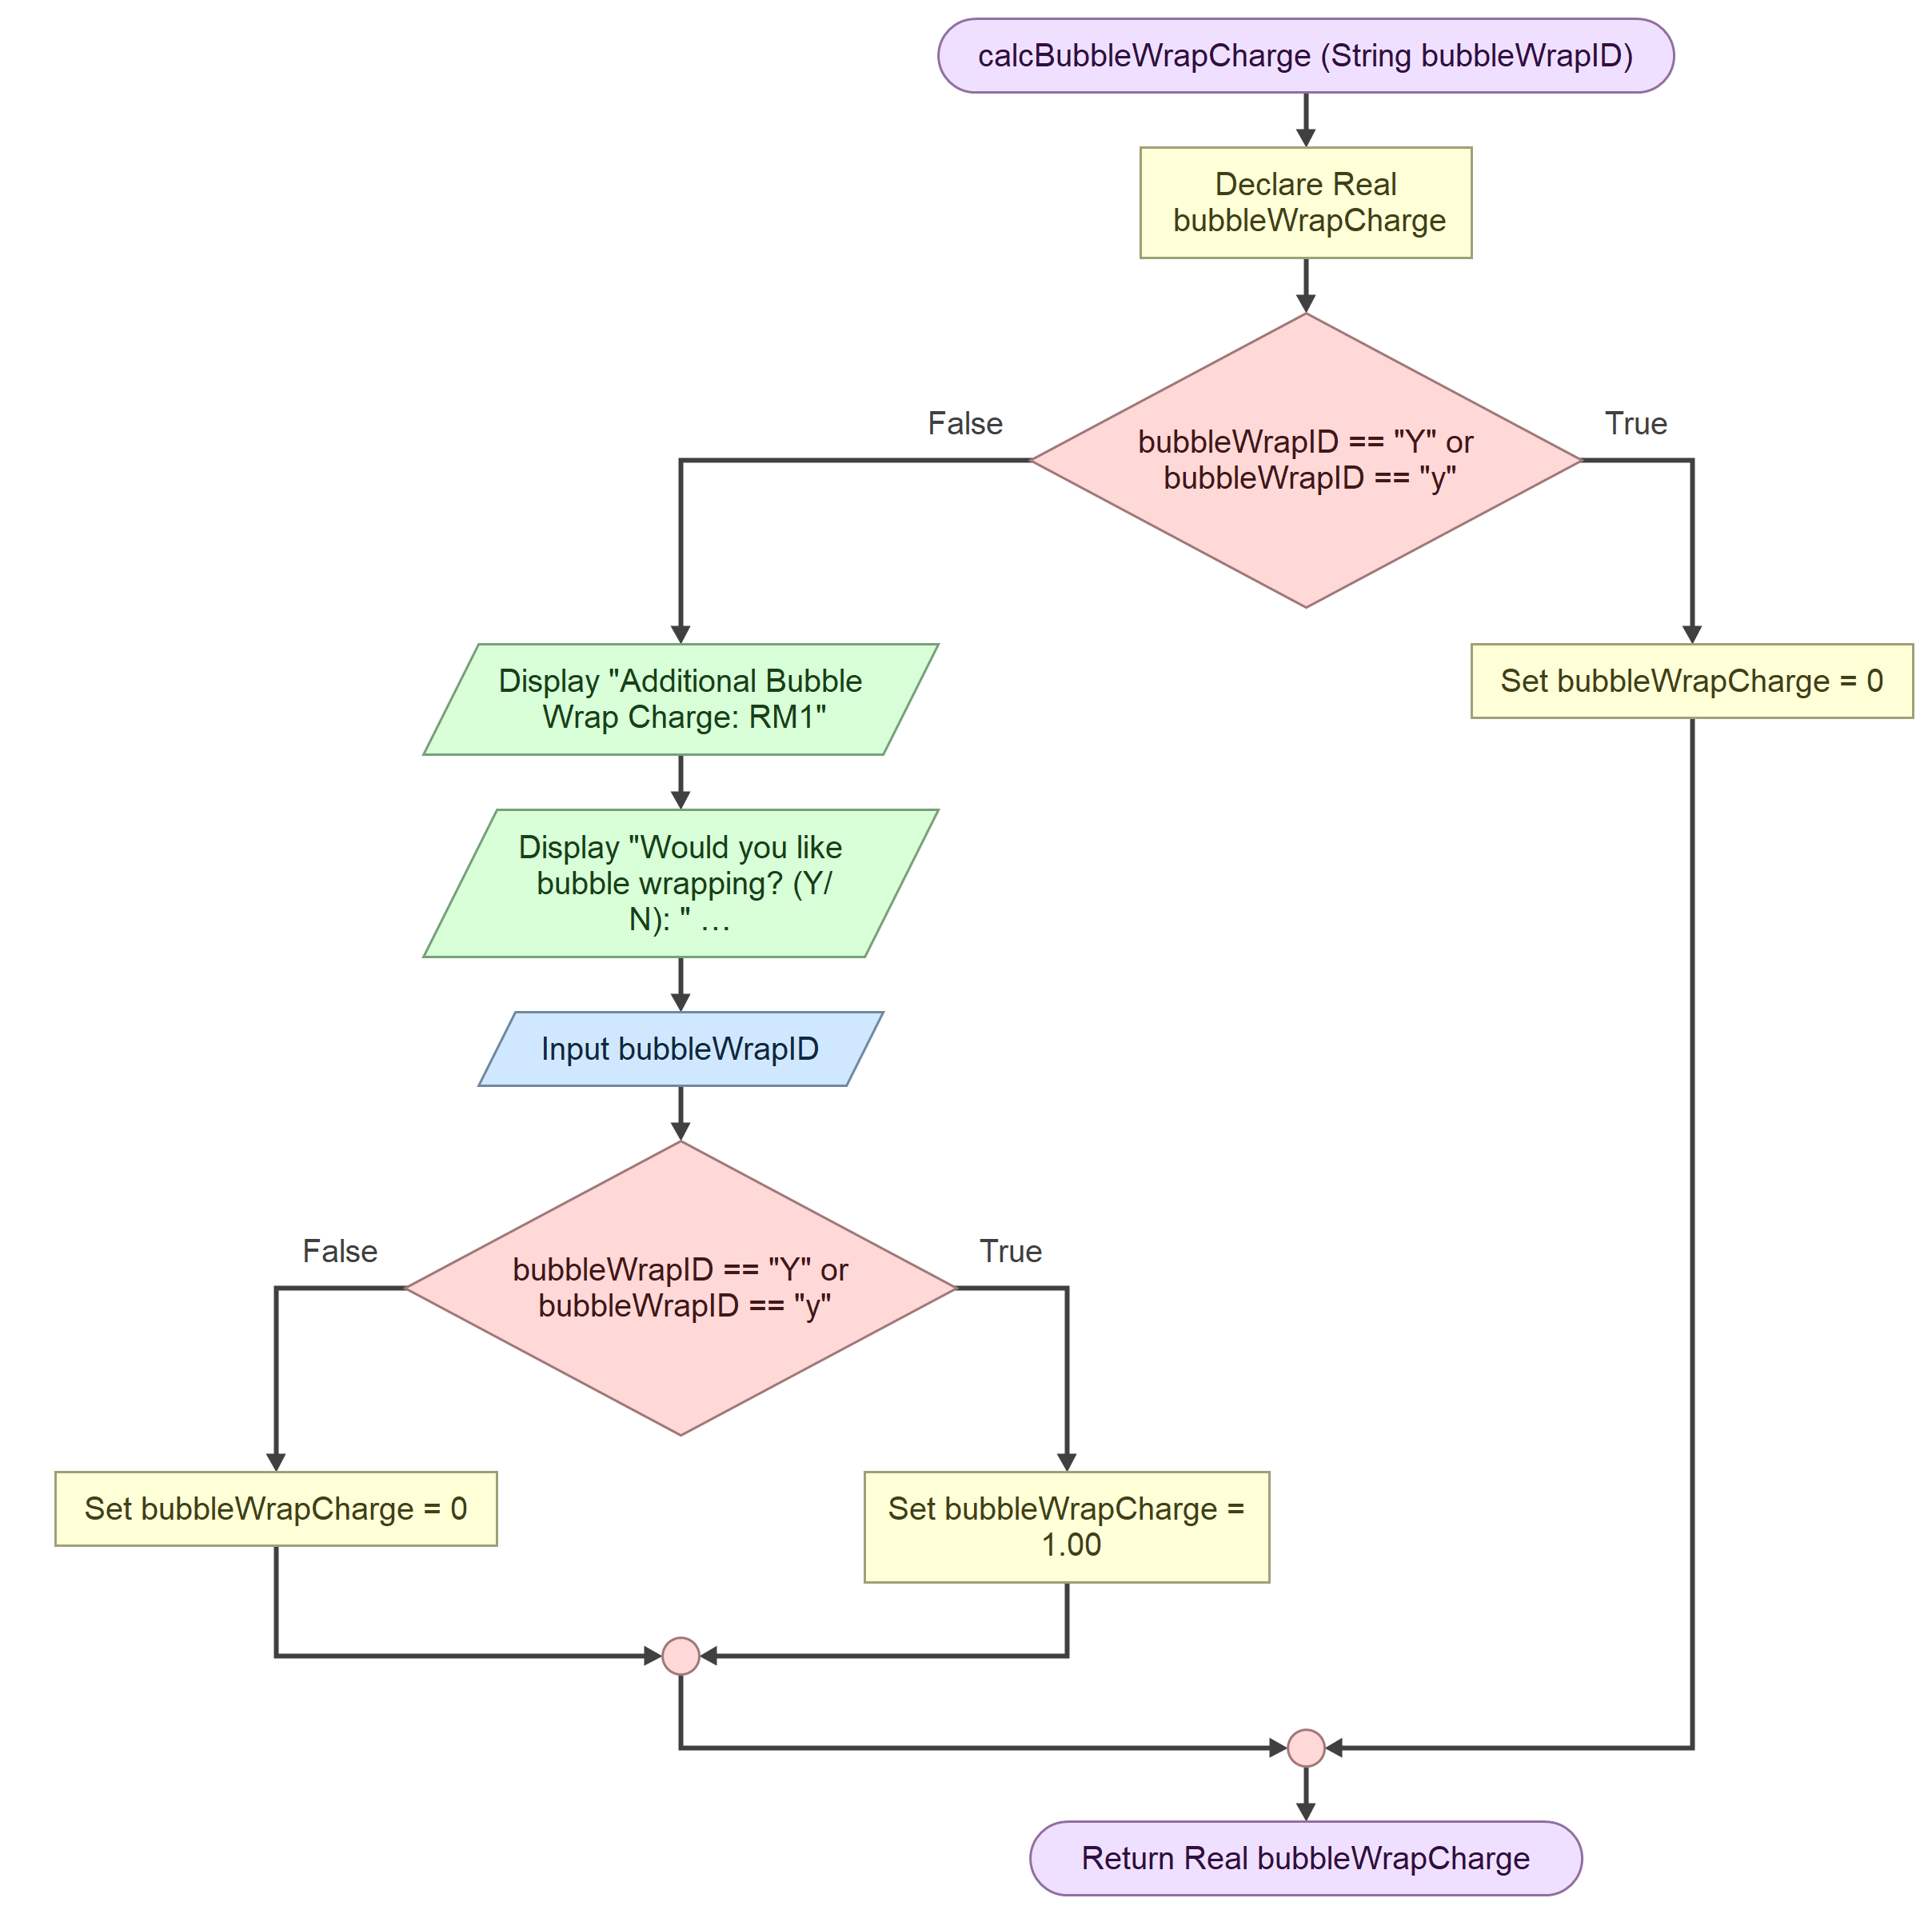 calcBubbleWrapCharge (String bubbleWrapID)
Declare Real
bubbleWrapCharge
False
True
bubbleWrapID == "Y" or
bubbleWrapID == "y"
Display "Additional Bubble
Wrap Charge: RM1"
Set bubbleWrapCharge = 0
Display "Would you like
bubble wrapping? (Y/
N): " …
Input bubbleWrapID
False
True
bubbleWrapID == "Y" or
bubbleWrapID == "y"
Set bubbleWrapCharge = 0
Set bubbleWrapCharge =
1.00
Return Real bubbleWrapCharge